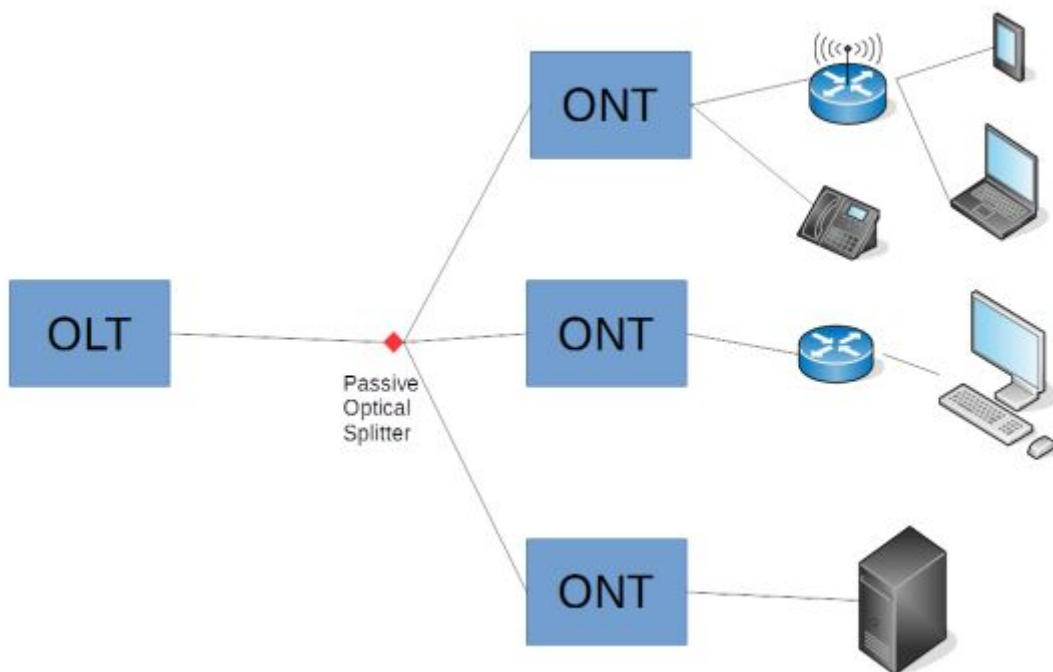 ONT
OLT
Passive
Optical
Splitter
ONT
ONT